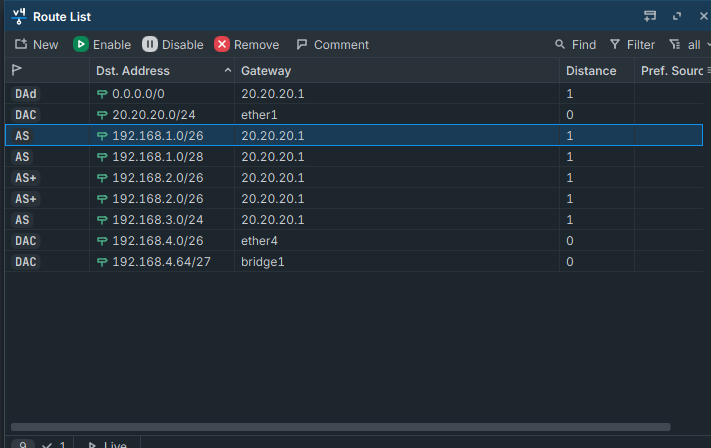 v4 Route List
New Enable Disable Remove Comment Find Filter all
Dst. Address Gateway Distance Pref. Sourc
DAd 0.0.0.0/0 20.20.20.1 1
DAC 20.20.20.0/24 ether1 0
AS 192.168.1.0/26 20.20.20.1 1
AS 192.168.1.0/28 20.20.20.1 1
AS+ 192.168.2.0/26 20.20.20.1 1
AS+ 192.168.2.0/26 20.20.20.1 1
AS 192.168.3.0/24 20.20.20.1 1
DAC 192.168.4.0/26 ether4 0
DAC 192.168.4.64/27 bridge1 0
9 1 Live